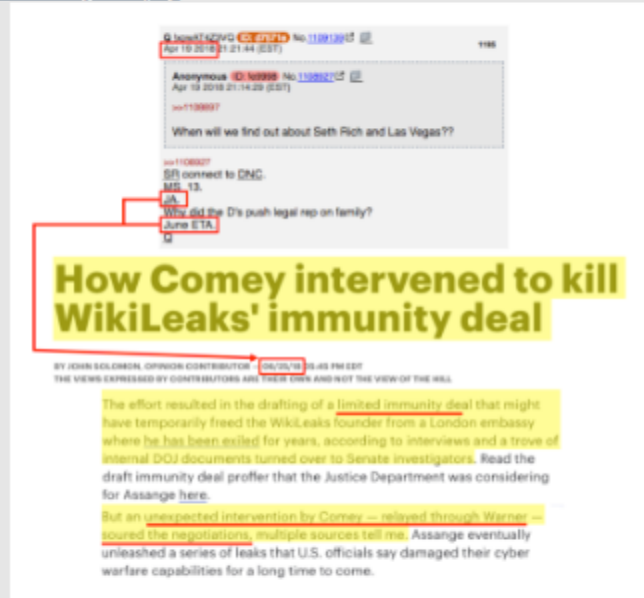 Apr 19 2018 21:21:44 (EST)
Anonymous No.
Apr 19 2018 21:14:29 (EST)
When will we find out about Seth Rich and Las Vegas??
SR connect to DNC.
MS_13.
JA.
Why did the D's push legal rep on family?
June ETA.
Q
How Comey intervened to kill
WikiLeaks' immunity deal
BY JOHN SOLOMON, OPINION CONTRIBUTOR — 06/25/18 PM EDT
THE VIEWS EXPRESSED BY CONTRIBUTORS ARE THEIR OWN AND NOT THE VIEW OF THE HILL
The effort resulted in the drafting of a limited immunity deal that might
have temporarily freed the WikiLeaks founder from a London embassy
where he has been exiled for years, according to interviews and a trove of
internal DOJ documents turned over to Senate investigators. Read the
draft immunity deal proffer that the Justice Department was considering
for Assange here.
But an unexpected intervention by Comey — relayed through Warner —
soured the negotiations, multiple sources tell me. Assange eventually
unleashed a series of leaks that U.S. officials say damaged their cyber
warfare capabilities for a long time to come.